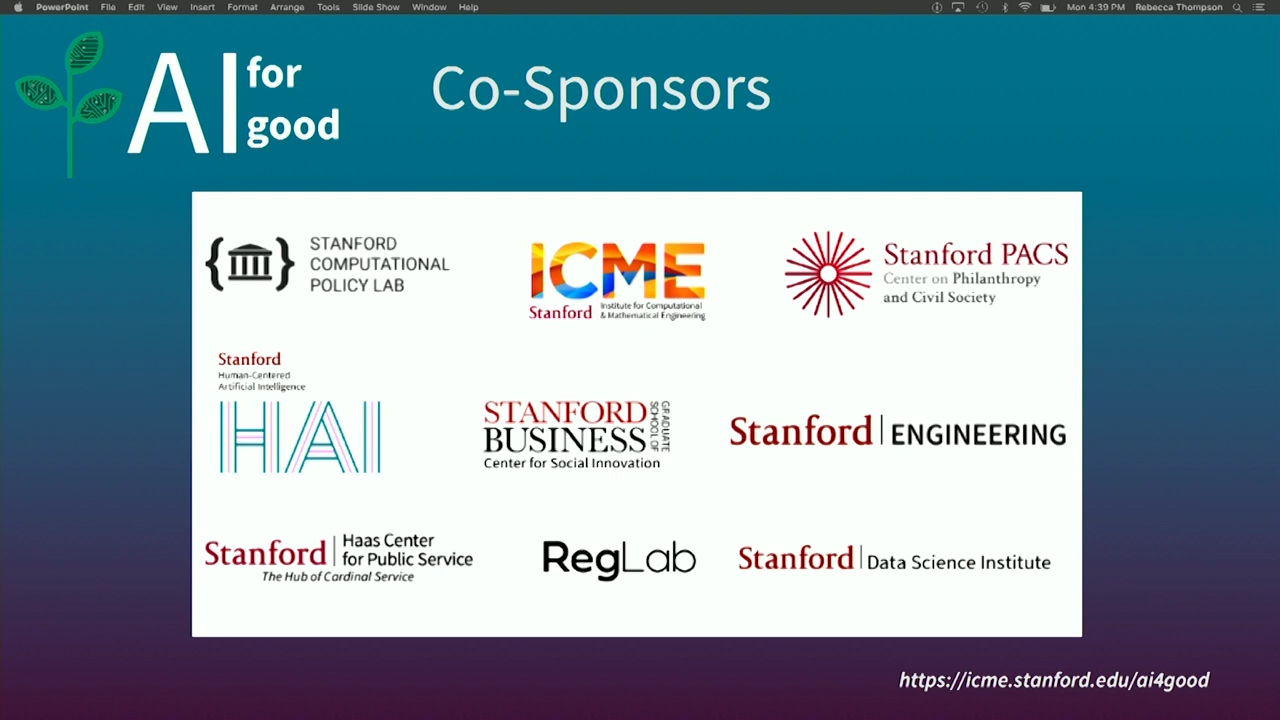 PowerPoint File Edit View Insert Format Arrange Tools Slide Show Window Help Mon 4:39 PM Rebecca Thompson
AI for
good
Co-Sponsors
STANFORD
COMPUTATIONAL
POLICY LAB
ICME
Stanford Institute for Computational
& Mathematical Engineering
Stanford PACS
Center on Philanthropy
and Civil Society
Stanford
Human-Centered
Artificial Intelligence
HAI
STANFORD
BUSINESS
GRADUATE
SCHOOL OF
Center for Social Innovation
Stanford ENGINEERING
Stanford Haas Center
for Public Service
The Hub of Cardinal Service
RegLab
Stanford Data Science Institute
https://icme.stanford.edu/ai4good